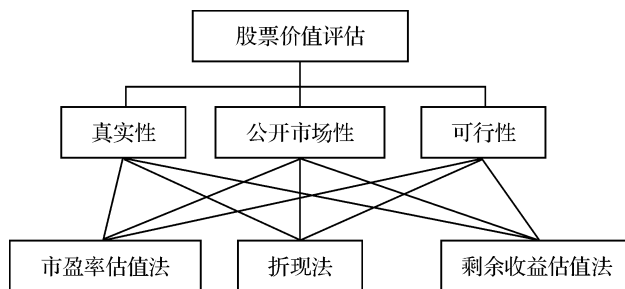 股票价值评估
真实性
公开市场性
可行性
市盈率估值法
折现法
剩余收益估值法